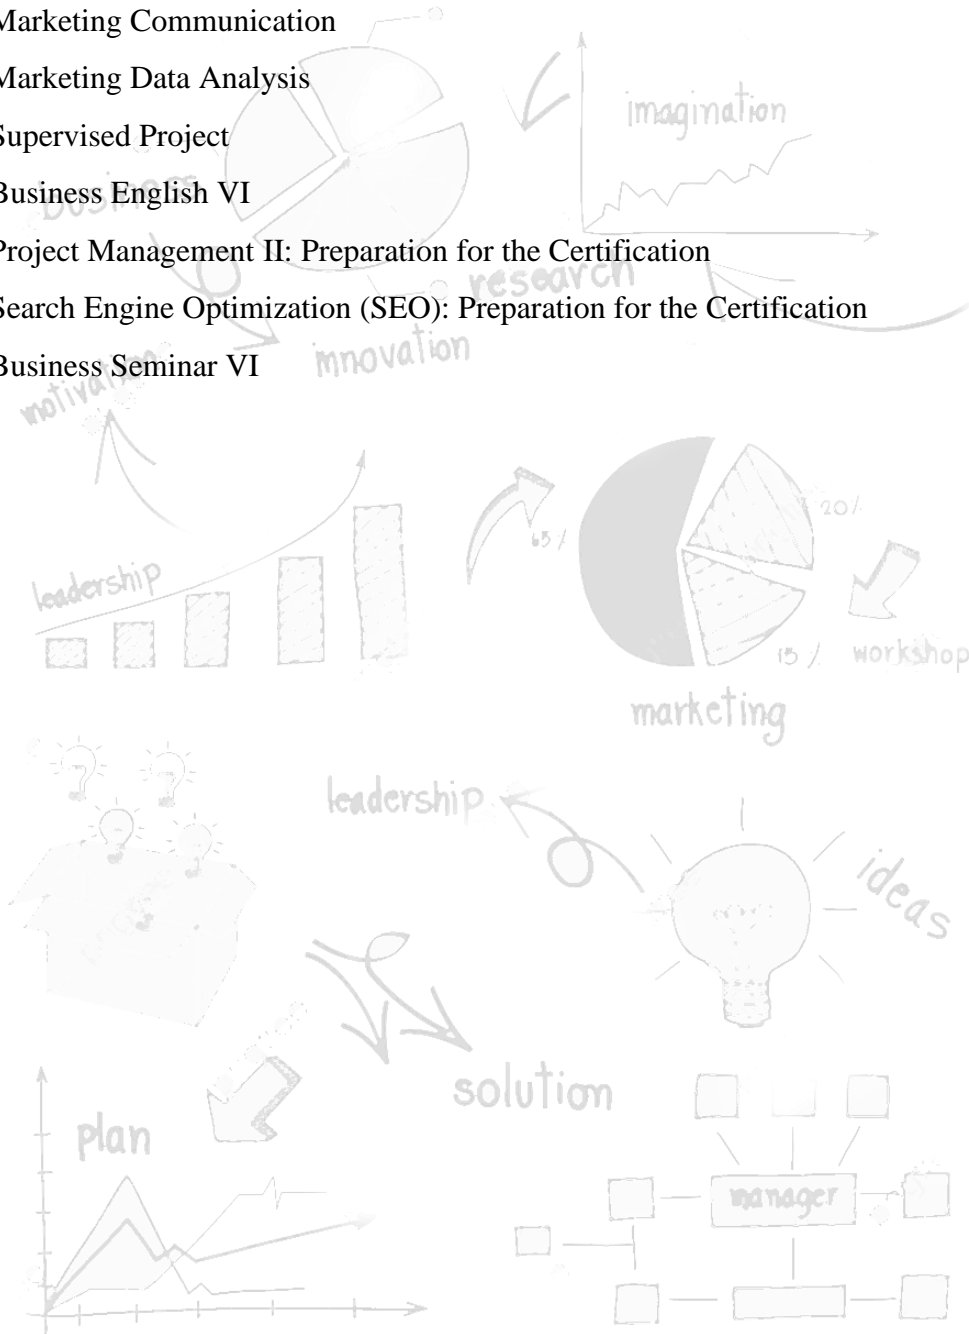 Marketing Communication
Marketing Data Analysis
imagination
Supervised Project
business
Business English VI
Project Management II: Preparation for the Certification
research
Search Engine Optimization (SEO): Preparation for the Certification
innovation
Business Seminar VI
motivation
20%
65%
leadership
15%
workshop
marketing
leadership
ideas
solution
plan
manager